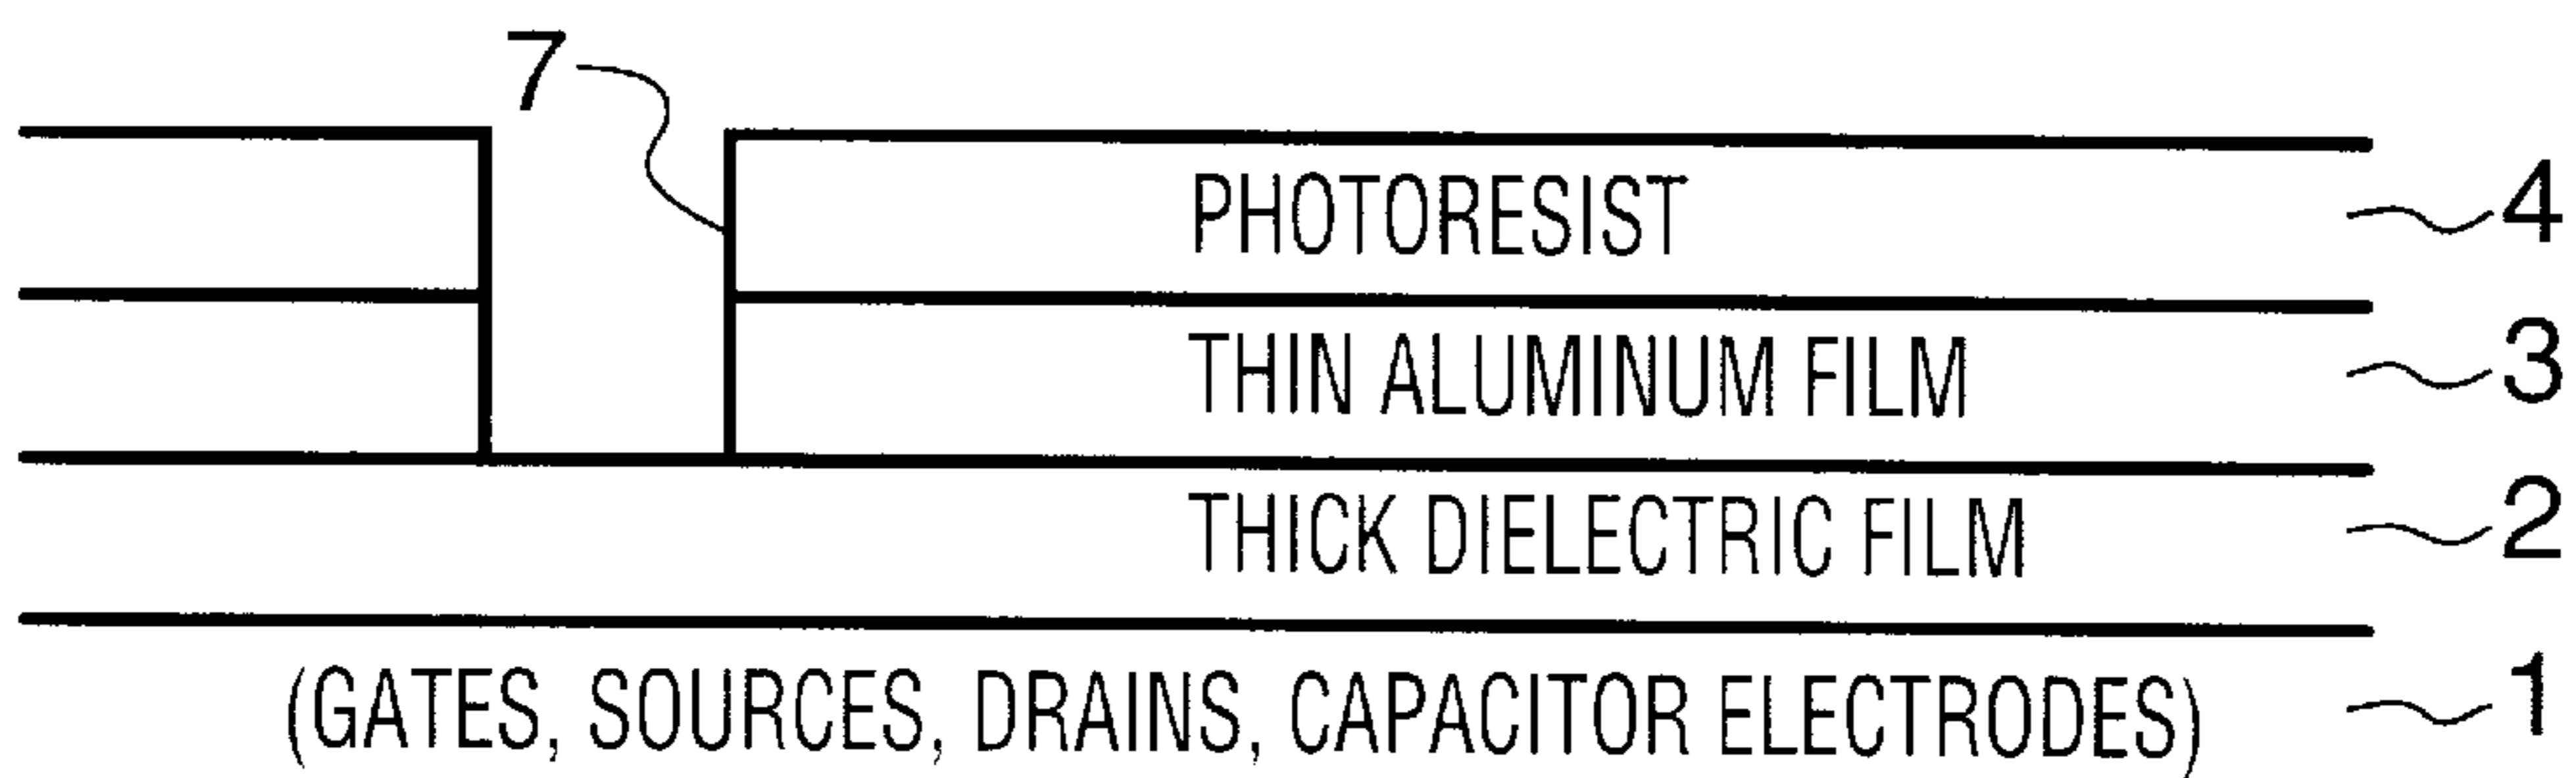 7
PHOTORESIST 4
THIN ALUMINUM FILM 3
THICK DIELECTRIC FILM 2
(GATES, SOURCES, DRAINS, CAPACITOR ELECTRODES) 1